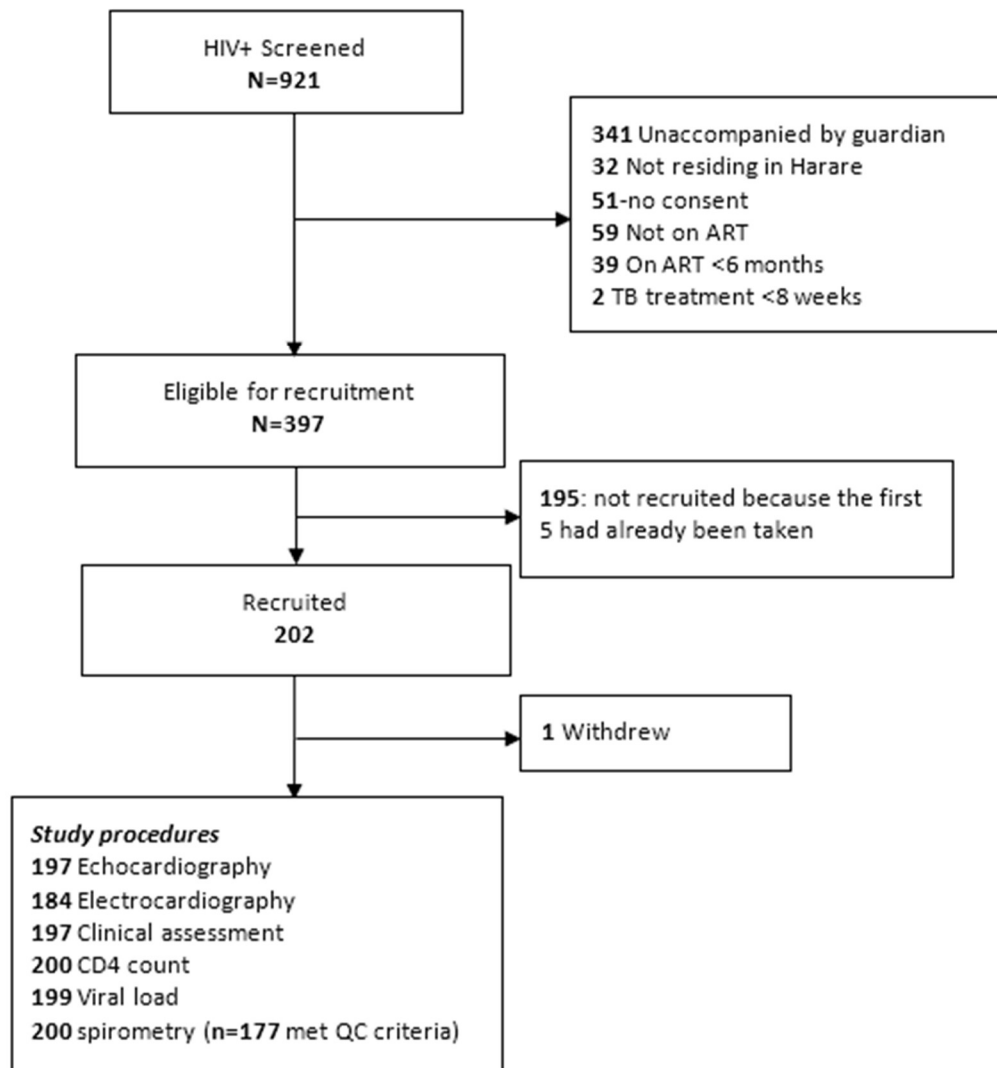 HIV+ Screened
N=921
341 Unaccompanied by guardian
32 Not residing in Harare
51-no consent
59 Not on ART
39 On ART <6 months
2 TB treatment <8 weeks
Eligible for recruitment
N=397
195: not recruited because the first
5 had already been taken
Recruited
202
1 Withdrew
Study procedures
197 Echocardiography
184 Electrocardiography
197 Clinical assessment
200 CD4 count
199 Viral load
200 spirometry (n=177 met QC criteria)